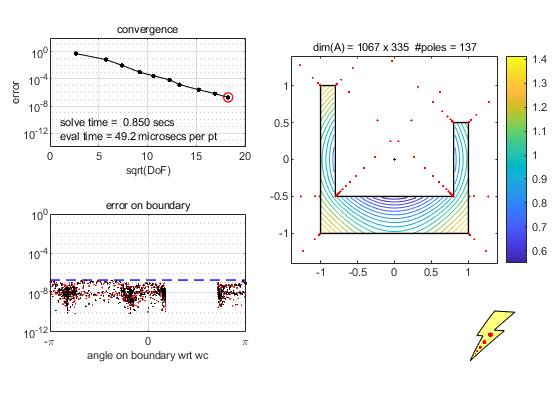 convergence
10^0
10^-4
10^-8
10^-12
error
solve time = 0.850 secs
eval time = 49.2 microsecs per pt
0 5 10 15 20
sqrt(DoF)
error on boundary
10^0
10^-4
10^-8
10^-12
-π 0 π
angle on boundary wrt wc
dim(A) = 1067 x 335 #poles = 137
1
0.5
0
-0.5
-1
-1 -0.5 0 0.5 1
1.4
1.3
1.2
1.1
1
0.9
0.8
0.7
0.6